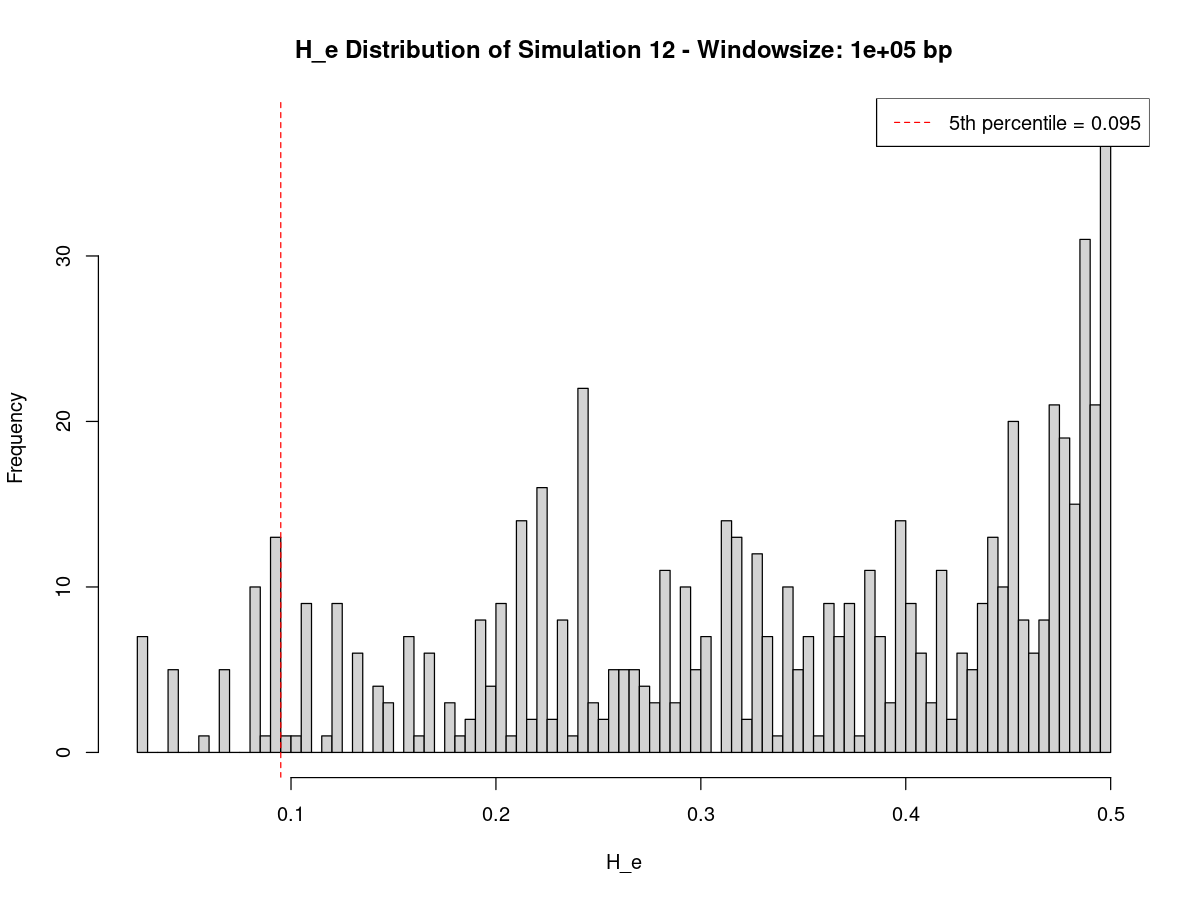 H_e Distribution of Simulation 12 - Windowsize: 1e+05 bp
5th percentile = 0.095
Frequency
30
20
10
0
0.1 0.2 0.3 0.4 0.5
H_e